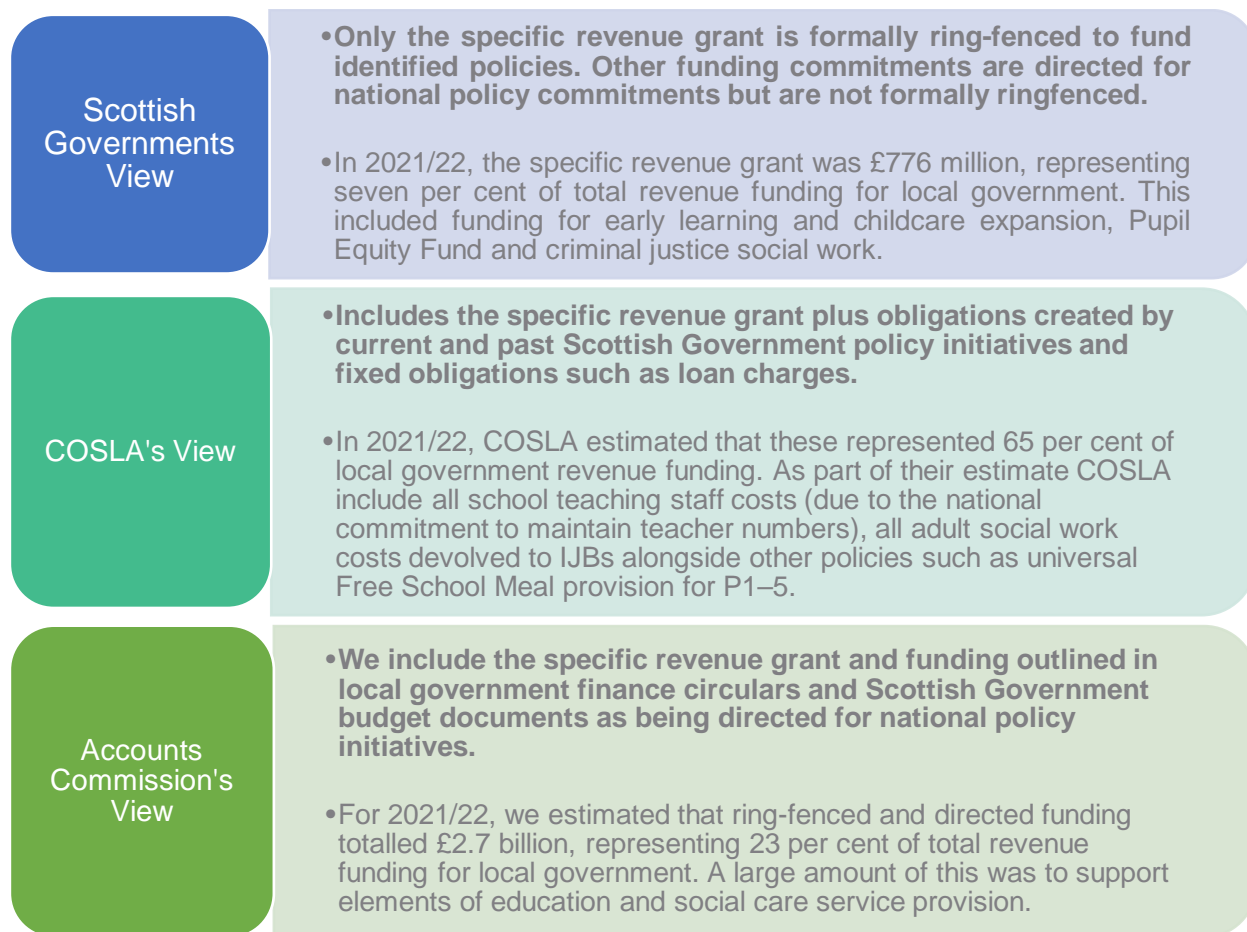 Scottish
Governments
View
•Only the specific revenue grant is formally ring-fenced to fund
identified policies. Other funding commitments are directed for
national policy commitments but are not formally ringfenced.
•In 2021/22, the specific revenue grant was £776 million, representing
seven per cent of total revenue funding for local government. This
included funding for early learning and childcare expansion, Pupil
Equity Fund and criminal justice social work.
COSLA's View
•Includes the specific revenue grant plus obligations created by
current and past Scottish Government policy initiatives and
fixed obligations such as loan charges.
•In 2021/22, COSLA estimated that these represented 65 per cent of
local government revenue funding. As part of their estimate COSLA
include all school teaching staff costs (due to the national
commitment to maintain teacher numbers), all adult social work
costs devolved to IJBs alongside other policies such as universal
Free School Meal provision for P1–5.
Accounts
Commission's
View
•We include the specific revenue grant and funding outlined in
local government finance circulars and Scottish Government
budget documents as being directed for national policy
initiatives.
•For 2021/22, we estimated that ring-fenced and directed funding
totalled £2.7 billion, representing 23 per cent of total revenue
funding for local government. A large amount of this was to support
elements of education and social care service provision.